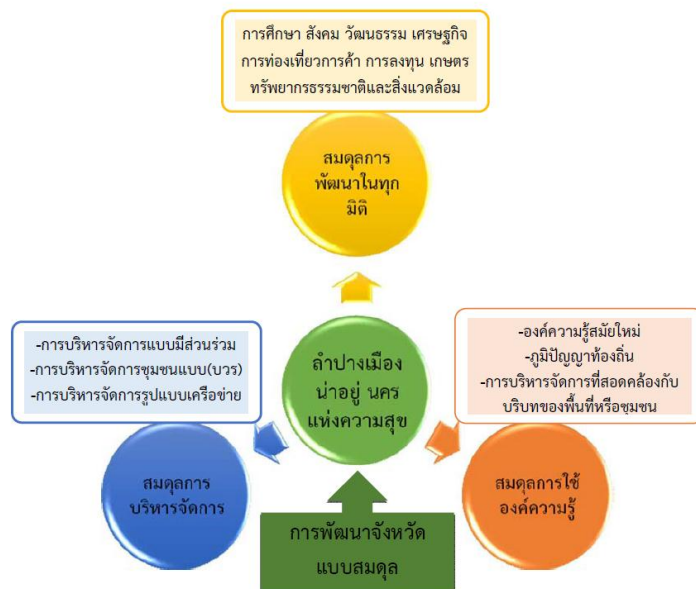 การศึกษา สังคม วัฒนธรรม เศรษฐกิจ
การท่องเที่ยวการค้า การลงทุน เกษตร
ทรัพยากรธรรมชาติและสิ่งแวดล้อม
สมดุลการ
พัฒนาในทุก
มิติ
-การบริหารจัดการแบบมีส่วนร่วม
-การบริหารจัดการชุมชนแบบ(บวร)
-การบริหารจัดการรูปแบบเครือข่าย
ลำปางเมือง
น่าอยู่ นคร
แห่งความสุข
-องค์ความรู้สมัยใหม่
-ภูมิปัญญาท้องถิ่น
-การบริหารจัดการที่สอดคล้องกับ
บริบทของพื้นที่หรือชุมชน
สมดุลการ
บริหารจัดการ
สมดุลการใช้
องค์ความรู้
การพัฒนาจังหวัด
แบบสมดุล